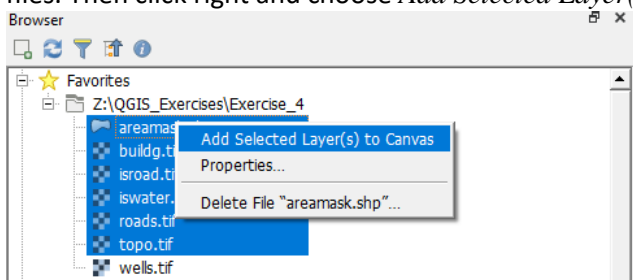 files. Then click right and choose Add Selected Layer(
Browser
Favorites
Z:\QGIS_Exercises\Exercise_4
areamas
Add Selected Layer(s) to Canvas
buildg.ti
Properties...
isroad.ti
iswater.
Delete File "areamask.shp"...
roads.tif
topo.tif
wells.tif